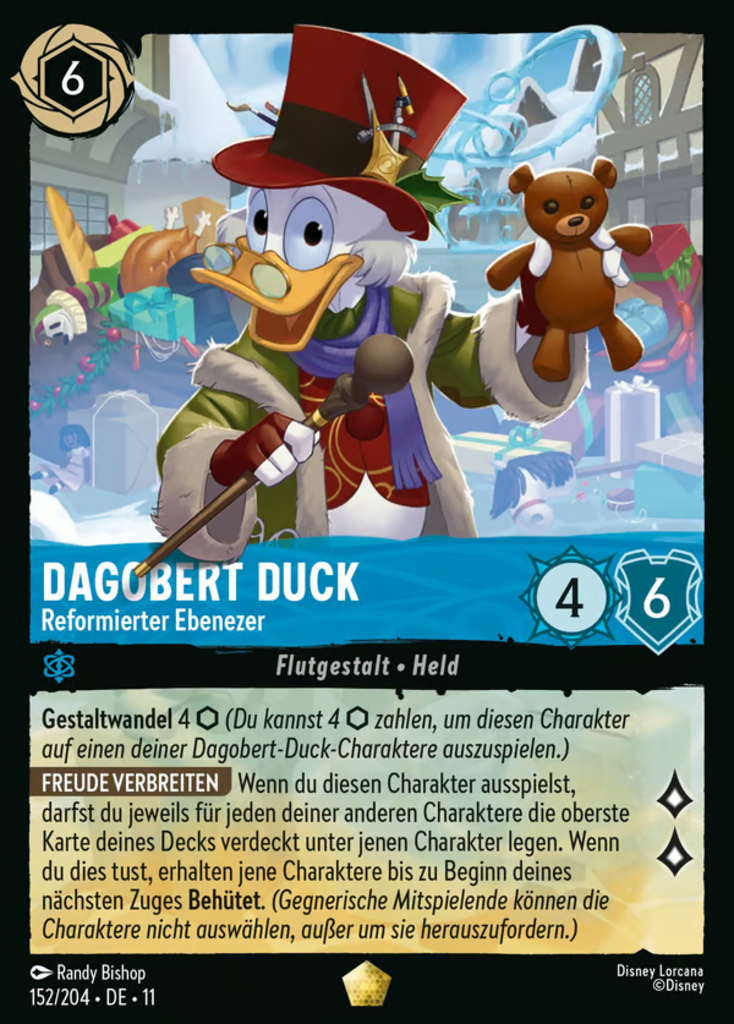 6
DAGOBERT DUCK
Reformierter Ebenezer
4
6
Flutgestalt • Held
Gestaltwandel 4 ⬡ (Du kannst 4 ⬡ zahlen, um diesen Charakter
auf einen deiner Dagobert-Duck-Charaktere auszuspielen.)
FREUDE VERBREITEN Wenn du diesen Charakter ausspielst,
darfst du jeweils für jeden deiner anderen Charaktere die oberste
Karte deines Decks verdeckt unter jenen Charakter legen. Wenn
du dies tust, erhalten jene Charaktere bis zu Beginn deines
nächsten Zuges Behütet. (Gegnerische Mitspielende können die
Charaktere nicht auswählen, außer um sie herauszufordern.)
Randy Bishop
152/204 • DE • 11
Disney Lorcana
©Disney